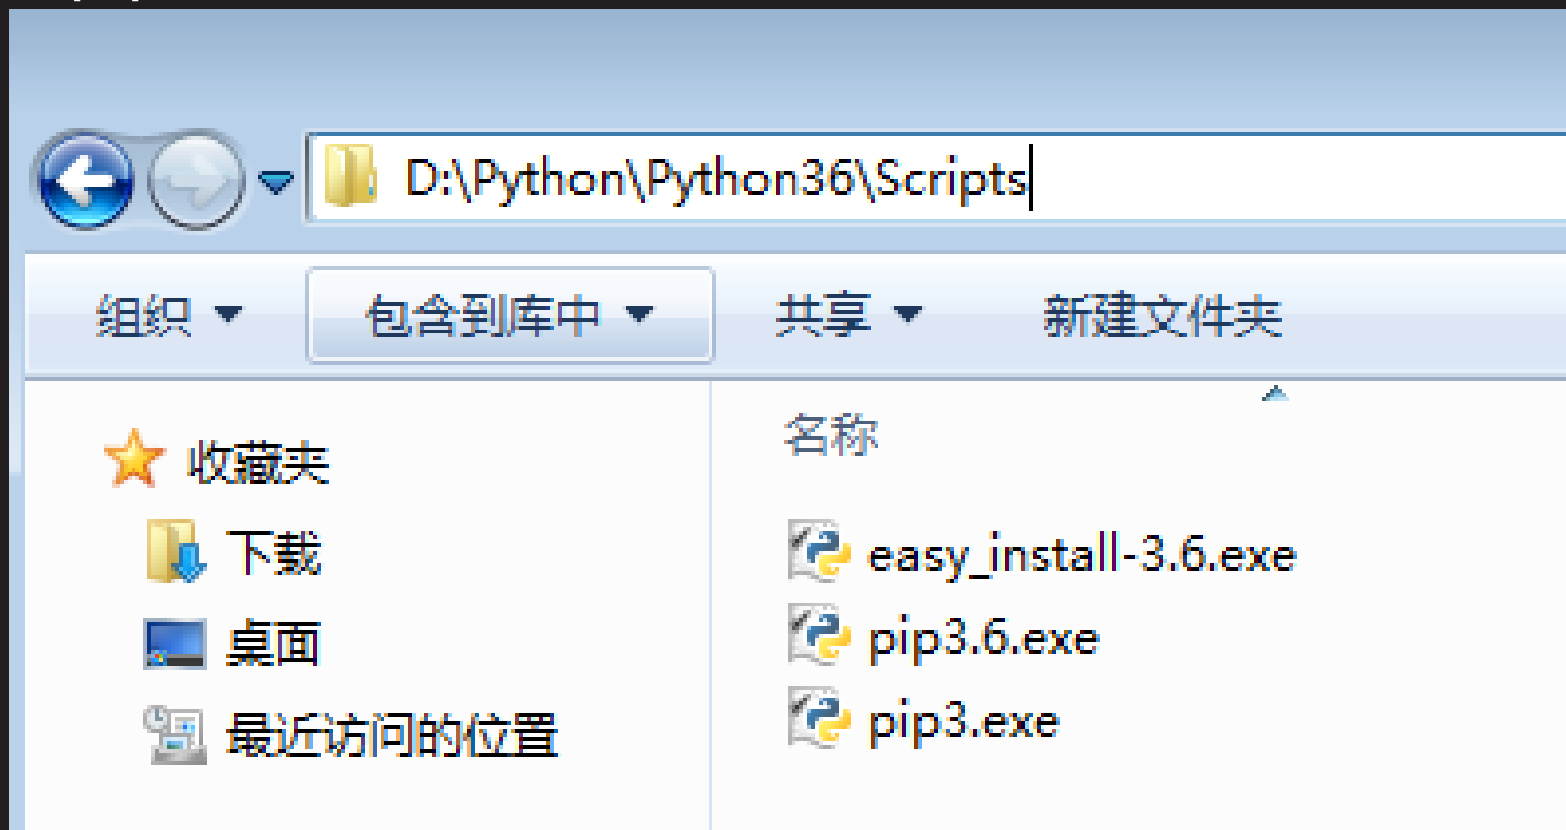 D:\Python\Python36\Scripts
组织 包含到库中 共享 新建文件夹
收藏夹
下载
桌面
最近访问的位置
名称
easy_install-3.6.exe
pip3.6.exe
pip3.exe